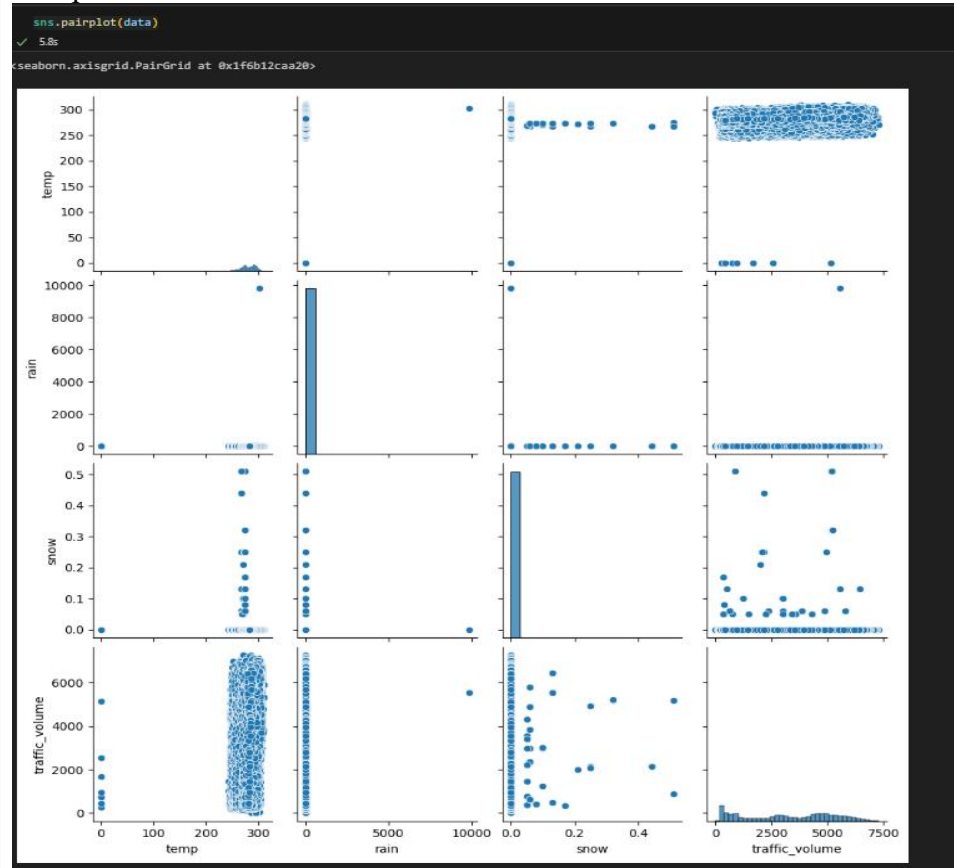 sns.pairplot(data)
✓ 5.8s
<seaborn.axisgrid.PairGrid at 0x1f6b12caa20>
300
250
200
150
100
50
0
temp
10000
8000
6000
4000
2000
0
rain
0.5
0.4
0.3
0.2
0.1
0.0
snow
6000
4000
2000
0
traffic_volume
0 100 200 300 0 5000 10000 0.0 0.2 0.4 0 2500 5000 7500
temp rain snow traffic_volume